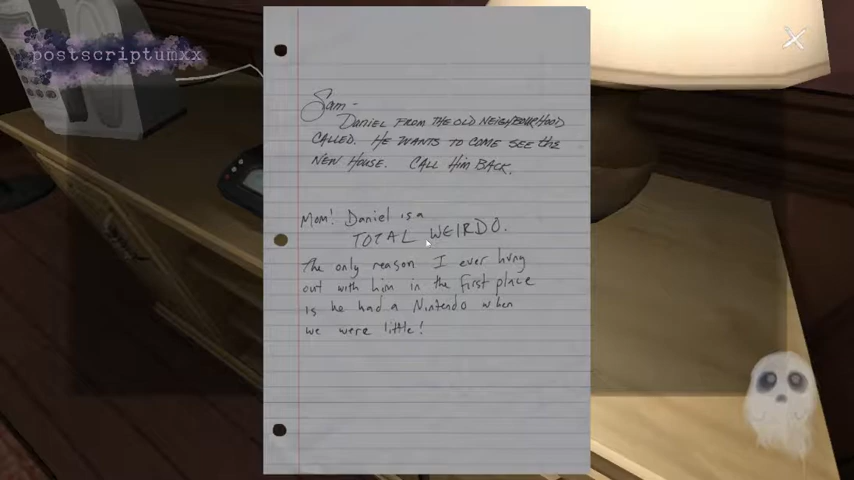 postscriptumxx
Sam-
DANIEL FROM THE OLD NEIGHBOURHOOD
CALLED. HE WANTS TO COME SEE the
NEW HOUSE. CALL HIM BACK.
Mom! Daniel is a
TOTAL WEIRDO.
The only reason I ever hung
out with him in the first place
is he had a Nintendo when
we were little!